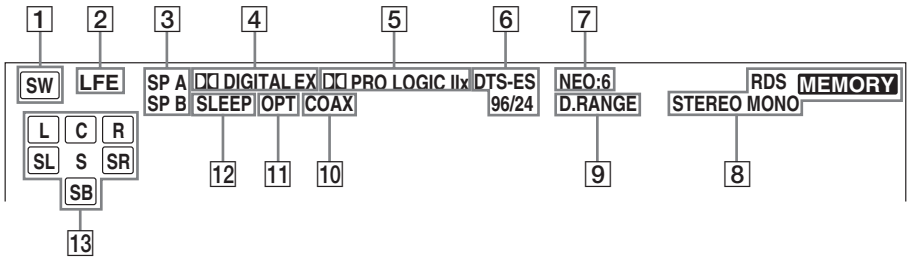 1 2 3 4 5 6 7
SW LFE SP A DIGITAL EX PRO LOGIC IIx DTS-ES NEO:6 RDS MEMORY
SP B SLEEP OPT COAX 96/24 D.RANGE STEREO MONO
L C R
SL S SR
SB
12 11 10 9 8
13